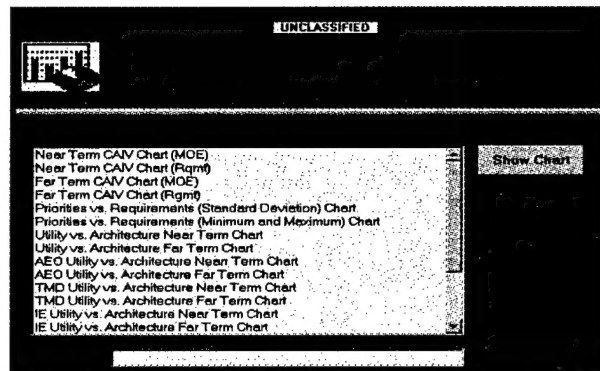 UNCLASSIFIED
Near Term CAIV Chart (MOE)
Near Term CAIV Chart (Rqmt)
Far Term CAIV Chart (MOE)
Far Term CAIV Chart (Rqmt)
Priorities vs. Requirements (Standard Deviation) Chart
Priorities vs. Requirements (Minimum and Maximum) Chart
Utility vs. Architecture Near Term Chart
Utility vs. Architecture Far Term Chart
AEO Utility vs. Architecture Near Term Chart
AEO Utility vs. Architecture Far Term Chart
TMD Utility vs. Architecture Near Term Chart
TMD Utility vs. Architecture Far Term Chart
IE Utility vs. Architecture Near Term Chart
IE Utility vs. Architecture Far Term Chart
Show Chart